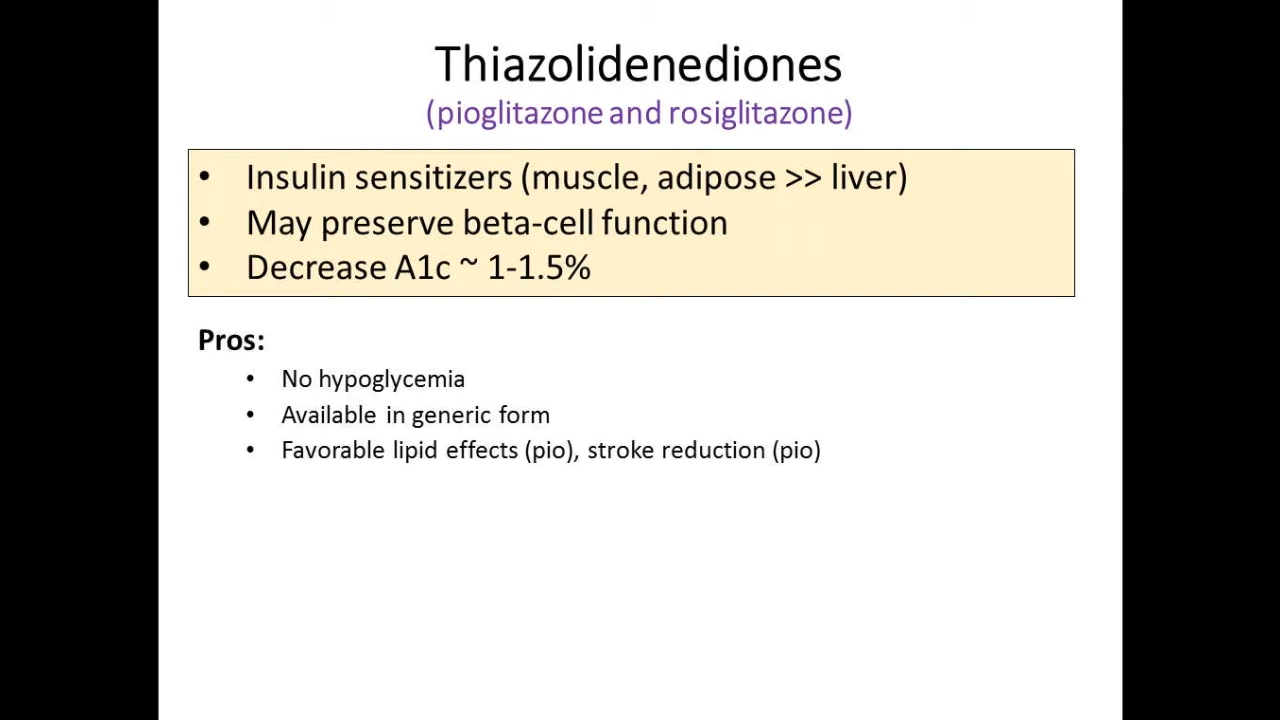 Thiazolidenediones
(pioglitazone and rosiglitazone)
• Insulin sensitizers (muscle, adipose >> liver)
• May preserve beta-cell function
• Decrease A1c ~ 1-1.5%
Pros:
• No hypoglycemia
• Available in generic form
• Favorable lipid effects (pio), stroke reduction (pio)